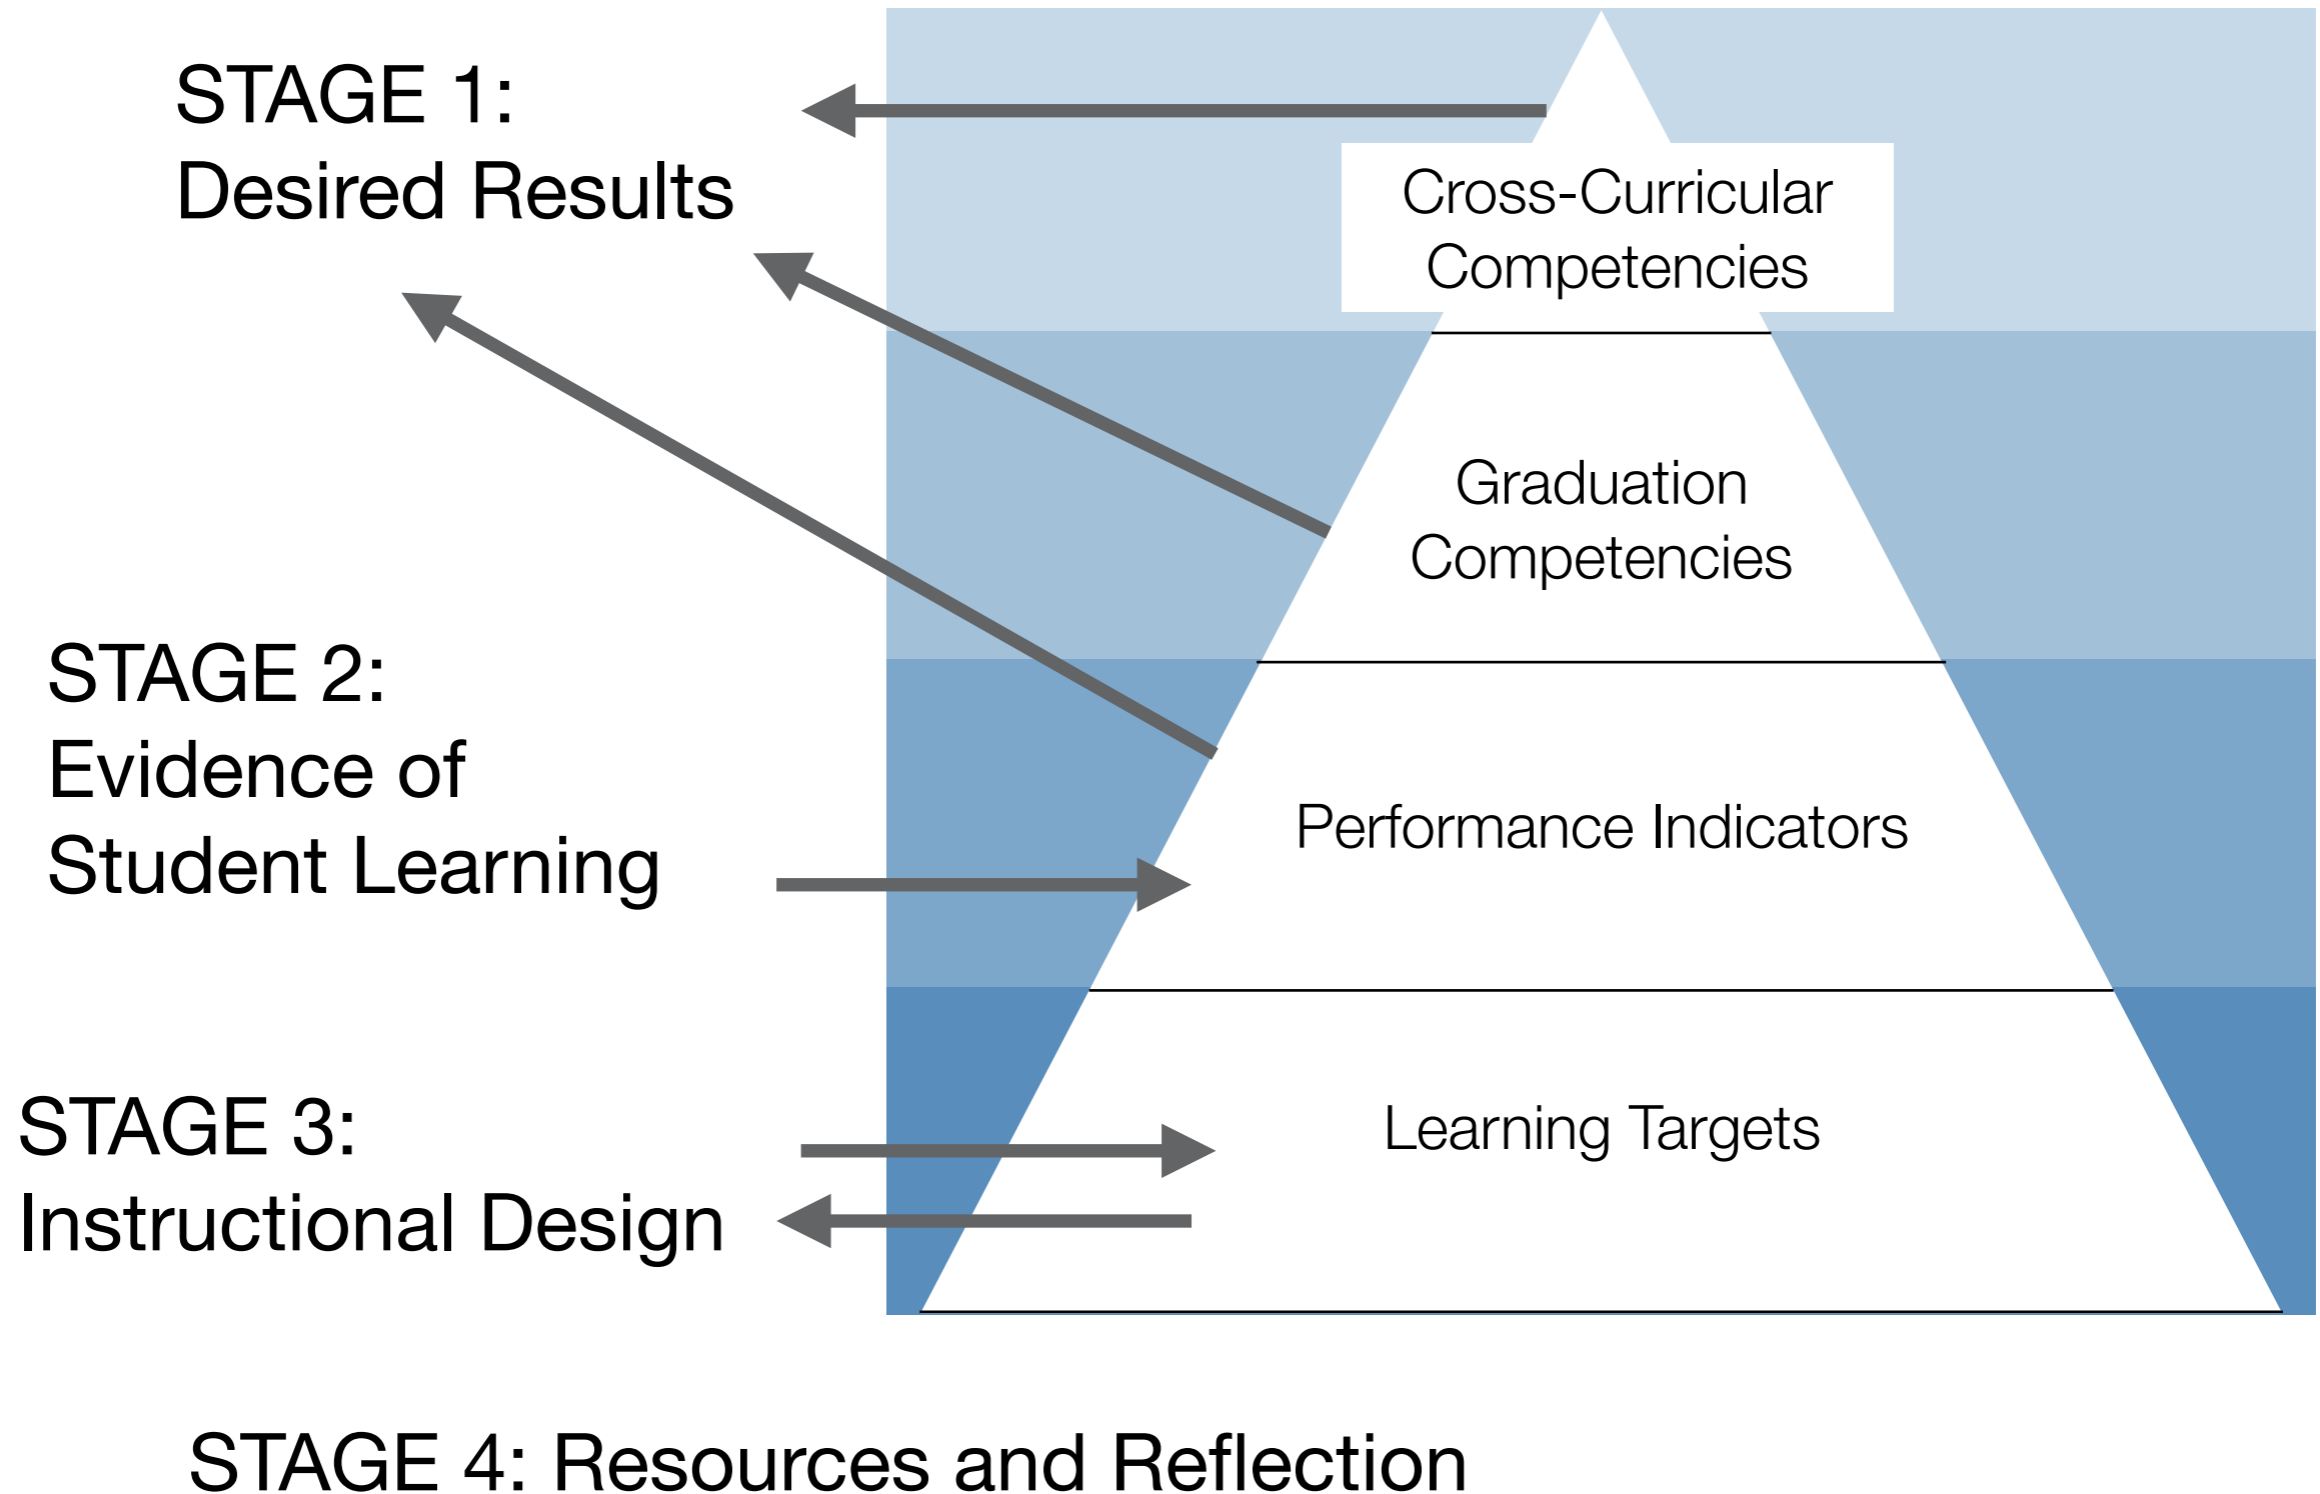 STAGE 1:
Desired Results
Cross-Curricular
Competencies
Graduation
Competencies
STAGE 2:
Evidence of
Student Learning
Performance Indicators
STAGE 3:
Instructional Design
Learning Targets
STAGE 4: Resources and Reflection